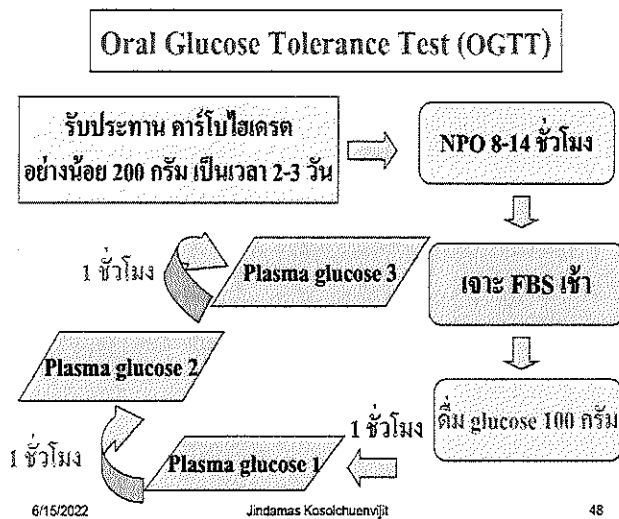 Oral Glucose Tolerance Test (OGTT)
รับประทาน คาร์โบไฮเดรต
อย่างน้อย 200 กรัม เป็นเวลา 2-3 วัน
NPO 8-14 ชั่วโมง
เจาะ FBS เช้า
ดื่ม glucose 100 กรัม
1 ชั่วโมง
Plasma glucose 1
1 ชั่วโมง
Plasma glucose 2
1 ชั่วโมง
Plasma glucose 3
6/15/2022
Jindamas Kosolchuenvijit
48